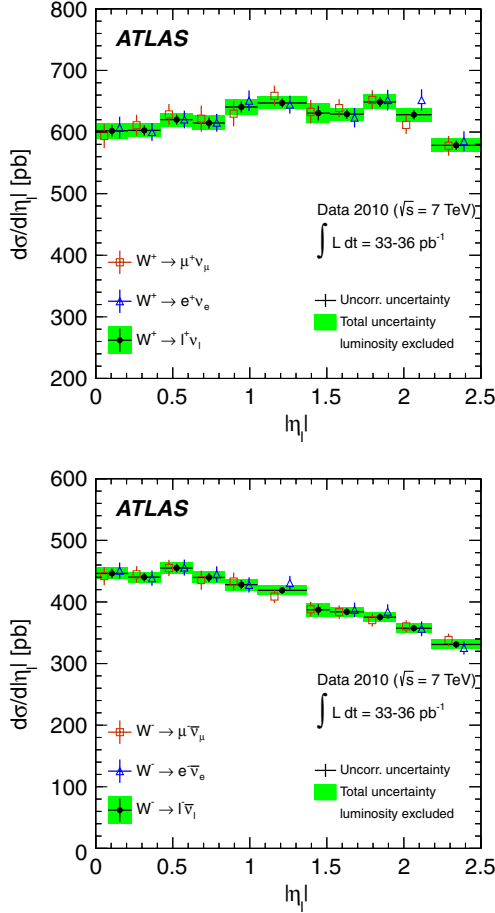 800
ATLAS
700
600
500
400
300
200
dσ/d|η_l| [pb]
Data 2010 (√s = 7 TeV)
∫ L dt = 33-36 pb⁻¹
W⁺ → μ⁺ν_μ
W⁺ → e⁺ν_e
W⁺ → l⁺ν_l
Uncorr. uncertainty
Total uncertainty
luminosity excluded
0 0.5 1 1.5 2 2.5
|η_l|
600
ATLAS
500
400
300
200
100
0
dσ/d|η_l| [pb]
Data 2010 (√s = 7 TeV)
∫ L dt = 33-36 pb⁻¹
W⁻ → μ⁻ν̅_μ
W⁻ → e⁻ν̅_e
W⁻ → l⁻ν̅_l
Uncorr. uncertainty
Total uncertainty
luminosity excluded
0 0.5 1 1.5 2 2.5
|η_l|